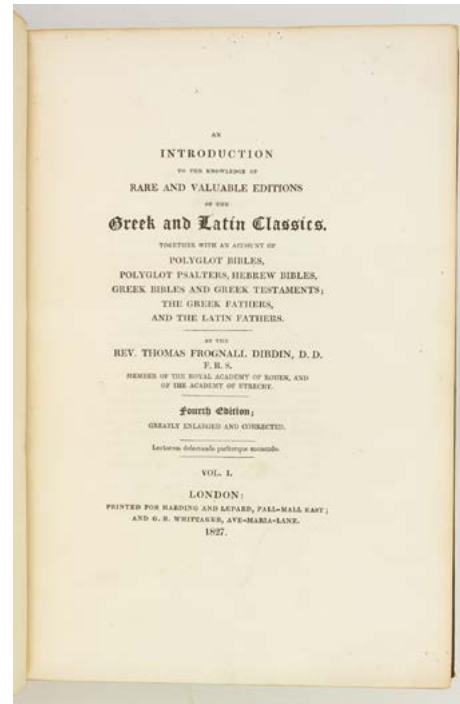 AN
INTRODUCTION
TO THE KNOWLEDGE OF
RARE AND VALUABLE EDITIONS
OF THE
Greek and Latin Classics.
TOGETHER WITH AN ACCOUNT OF
POLYGLOT BIBLES,
POLYGLOT PSALTERS, HEBREW BIBLES,
GREEK BIBLES AND GREEK TESTAMENTS;
THE GREEK FATHERS,
AND THE LATIN FATHERS.
BY THE
REV. THOMAS FROGNALL DIBDIN, D. D.
F. R. S.
MEMBER OF THE ROYAL ACADEMY OF ROUEN, AND
OF THE ACADEMY OF UTRECHT.
Fourth Edition;
GREATLY ENLARGED AND CORRECTED.
Lectorem delectando pariterque monendo.
VOL. I.
LONDON:
PRINTED FOR HARDING AND LEPARD, PALL-MALL EAST;
AND G. B. WHITTAKER, AVE-MARIA-LANE.
1827.